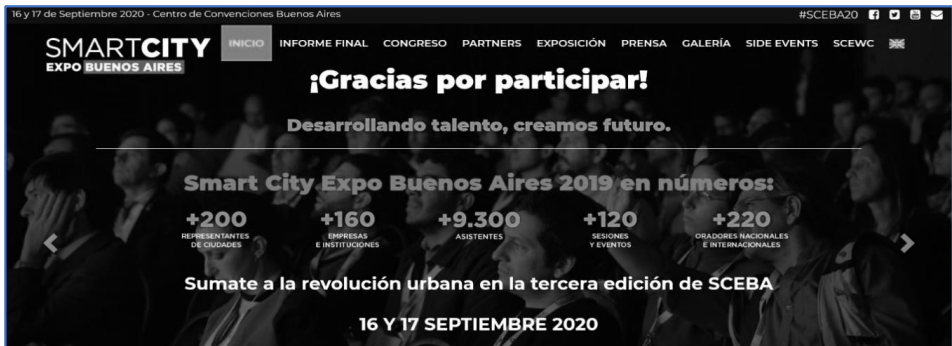 16 y 17 de Septiembre 2020 - Centro de Convenciones Buenos Aires
#SCEBA20
SMARTCITY
EXPO BUENOS AIRES
INICIO INFORME FINAL CONGRESO PARTNERS EXPOSICIÓN PRENSA GALERÍA SIDE EVENTS SCEWC
¡Gracias por participar!
Desarrollando talento, creamos futuro.
Smart City Expo Buenos Aires 2019 en números:
+200 +160 +9.300 +120 +220
REPRESENTANTES EMPRESAS ASISTENTES SESIONES ORADORES NACIONALES
DE CIUDADES E INSTITUCIONES Y EVENTOS E INTERNACIONALES
Sumate a la revolución urbana en la tercera edición de SCEBA
16 Y 17 SEPTIEMBRE 2020